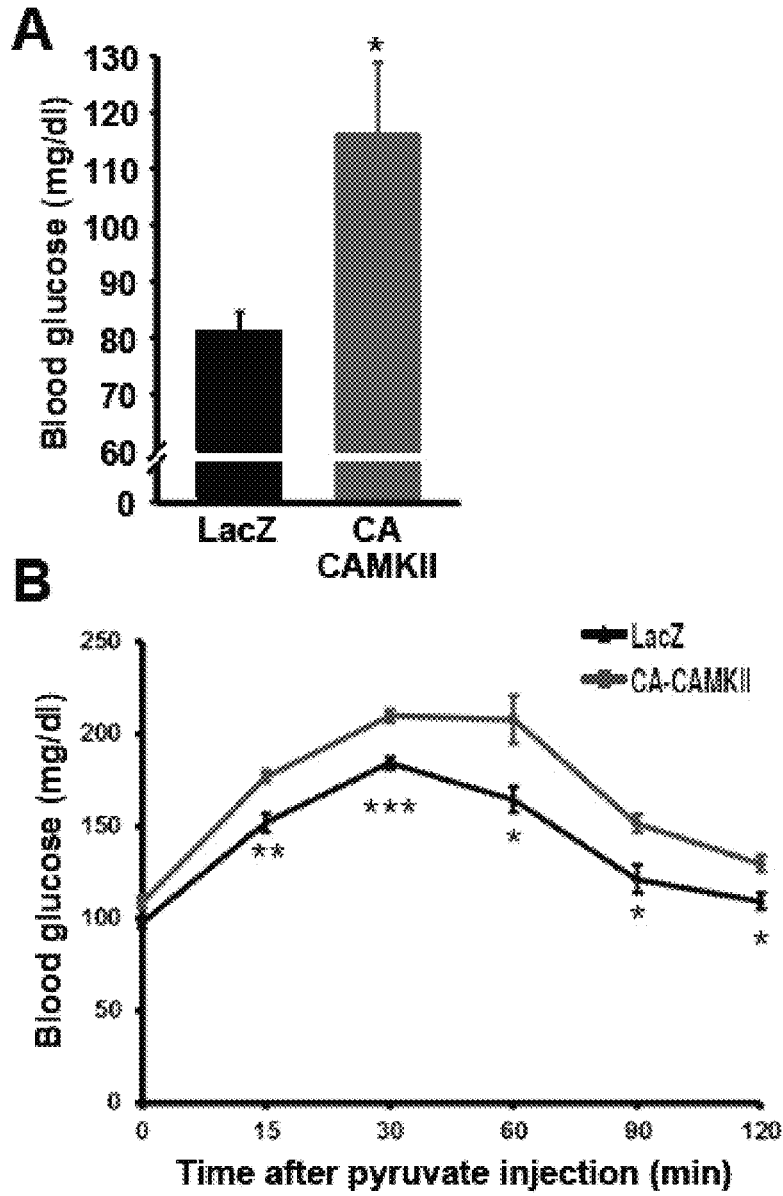 A
Blood glucose (mg/dl)
130
120
110
100
90
80
70
60
0
*
LacZ
CA
CAMKII
B
Blood glucose (mg/dl)
250
200
150
100
50
0
LacZ
CA-CAMKII
**
***
*
*
*
0 15 30 60 90 120
Time after pyruvate injection (min)